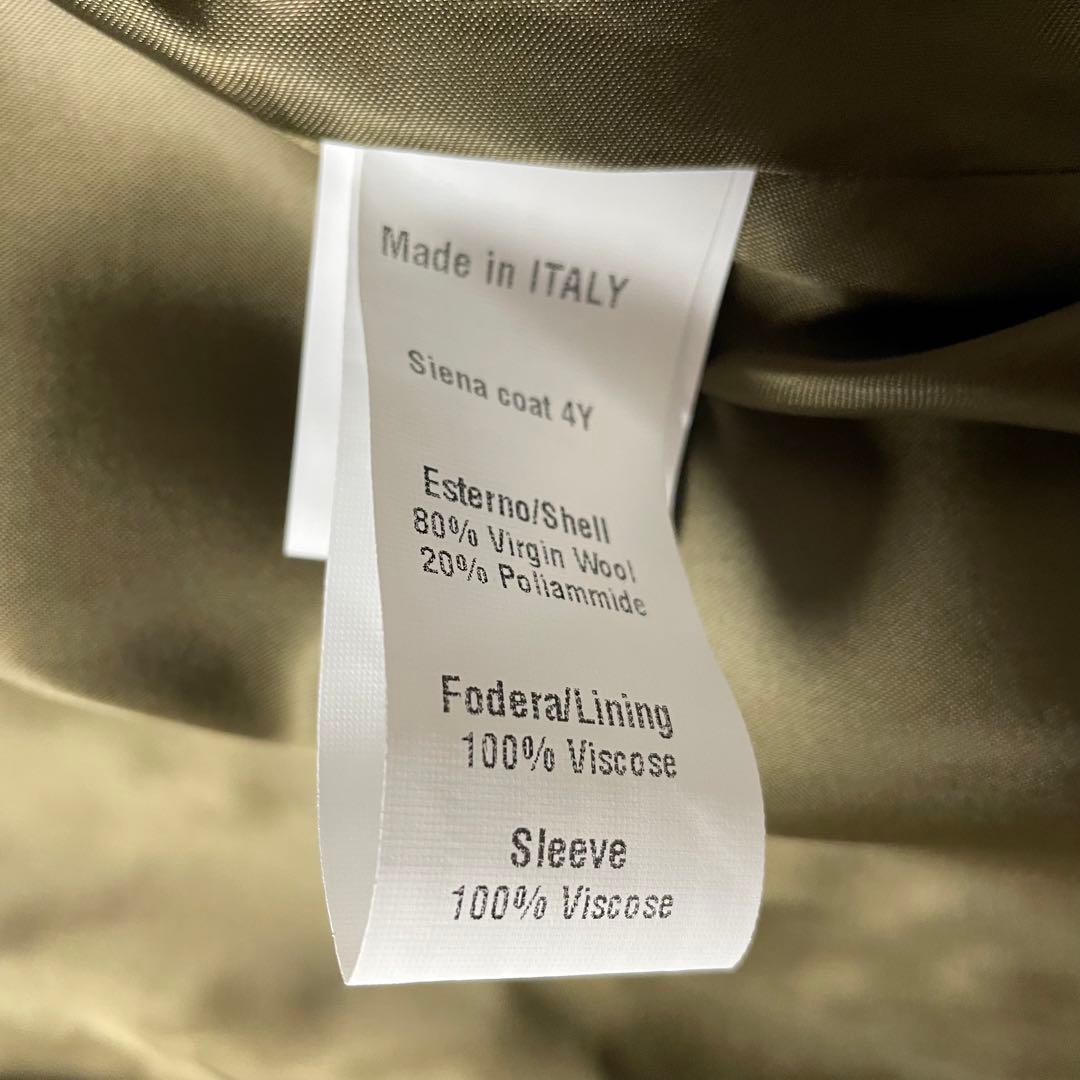 Made in ITALY
Siena coat 4Y
Esterno/Shell
80% Virgin Wool
20% Poliammide
Fodera/Lining
100% Viscose
Sleeve
100% Viscose